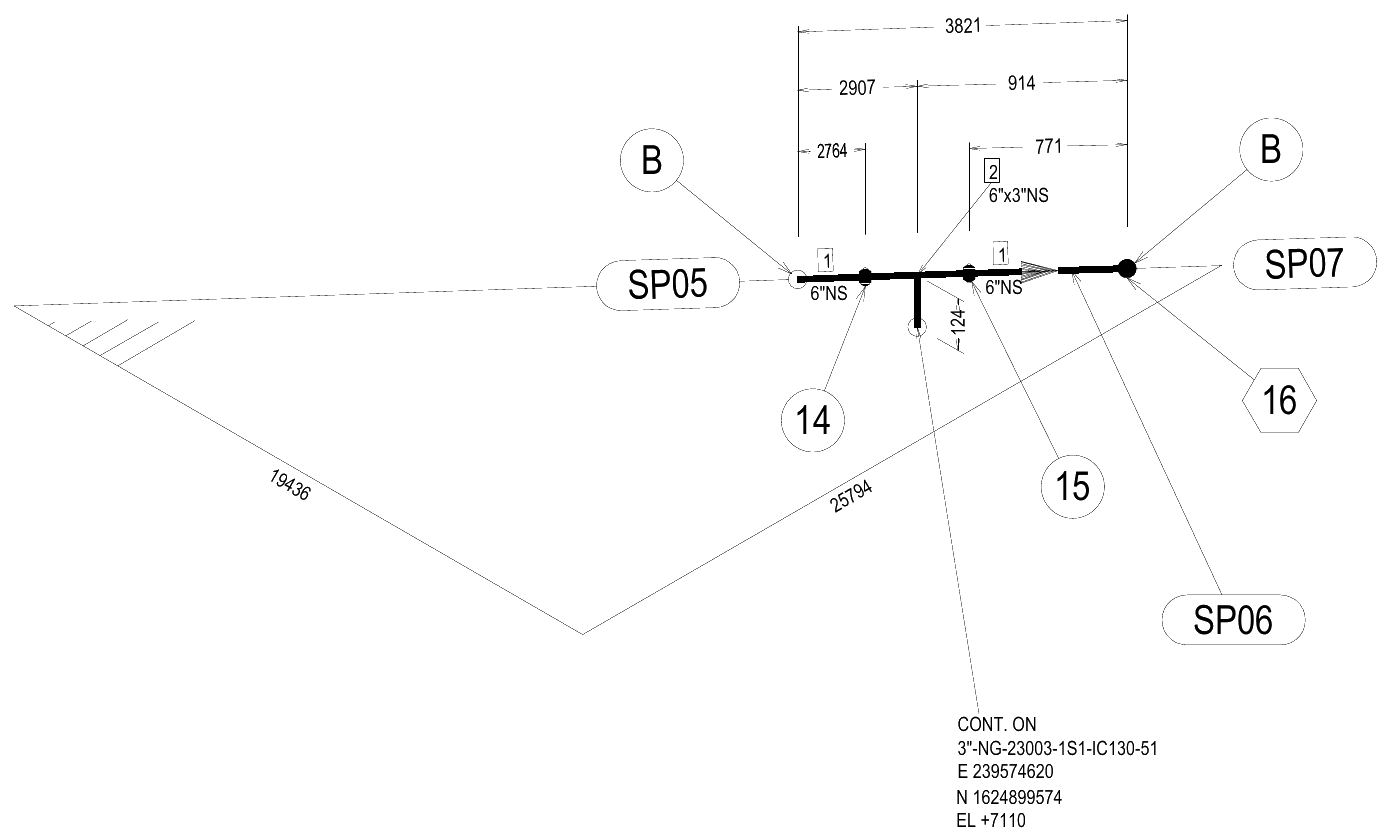 3821
2907
914
2764
771
B
B
2
6"x3"NS
1
1
SP05
SP07
6"NS
6"NS
124
14
16
15
19436
25794
SP06
CONT. ON
3"-NG-23003-1S1-IC130-51
E 239574620
N 1624899574
EL +7110